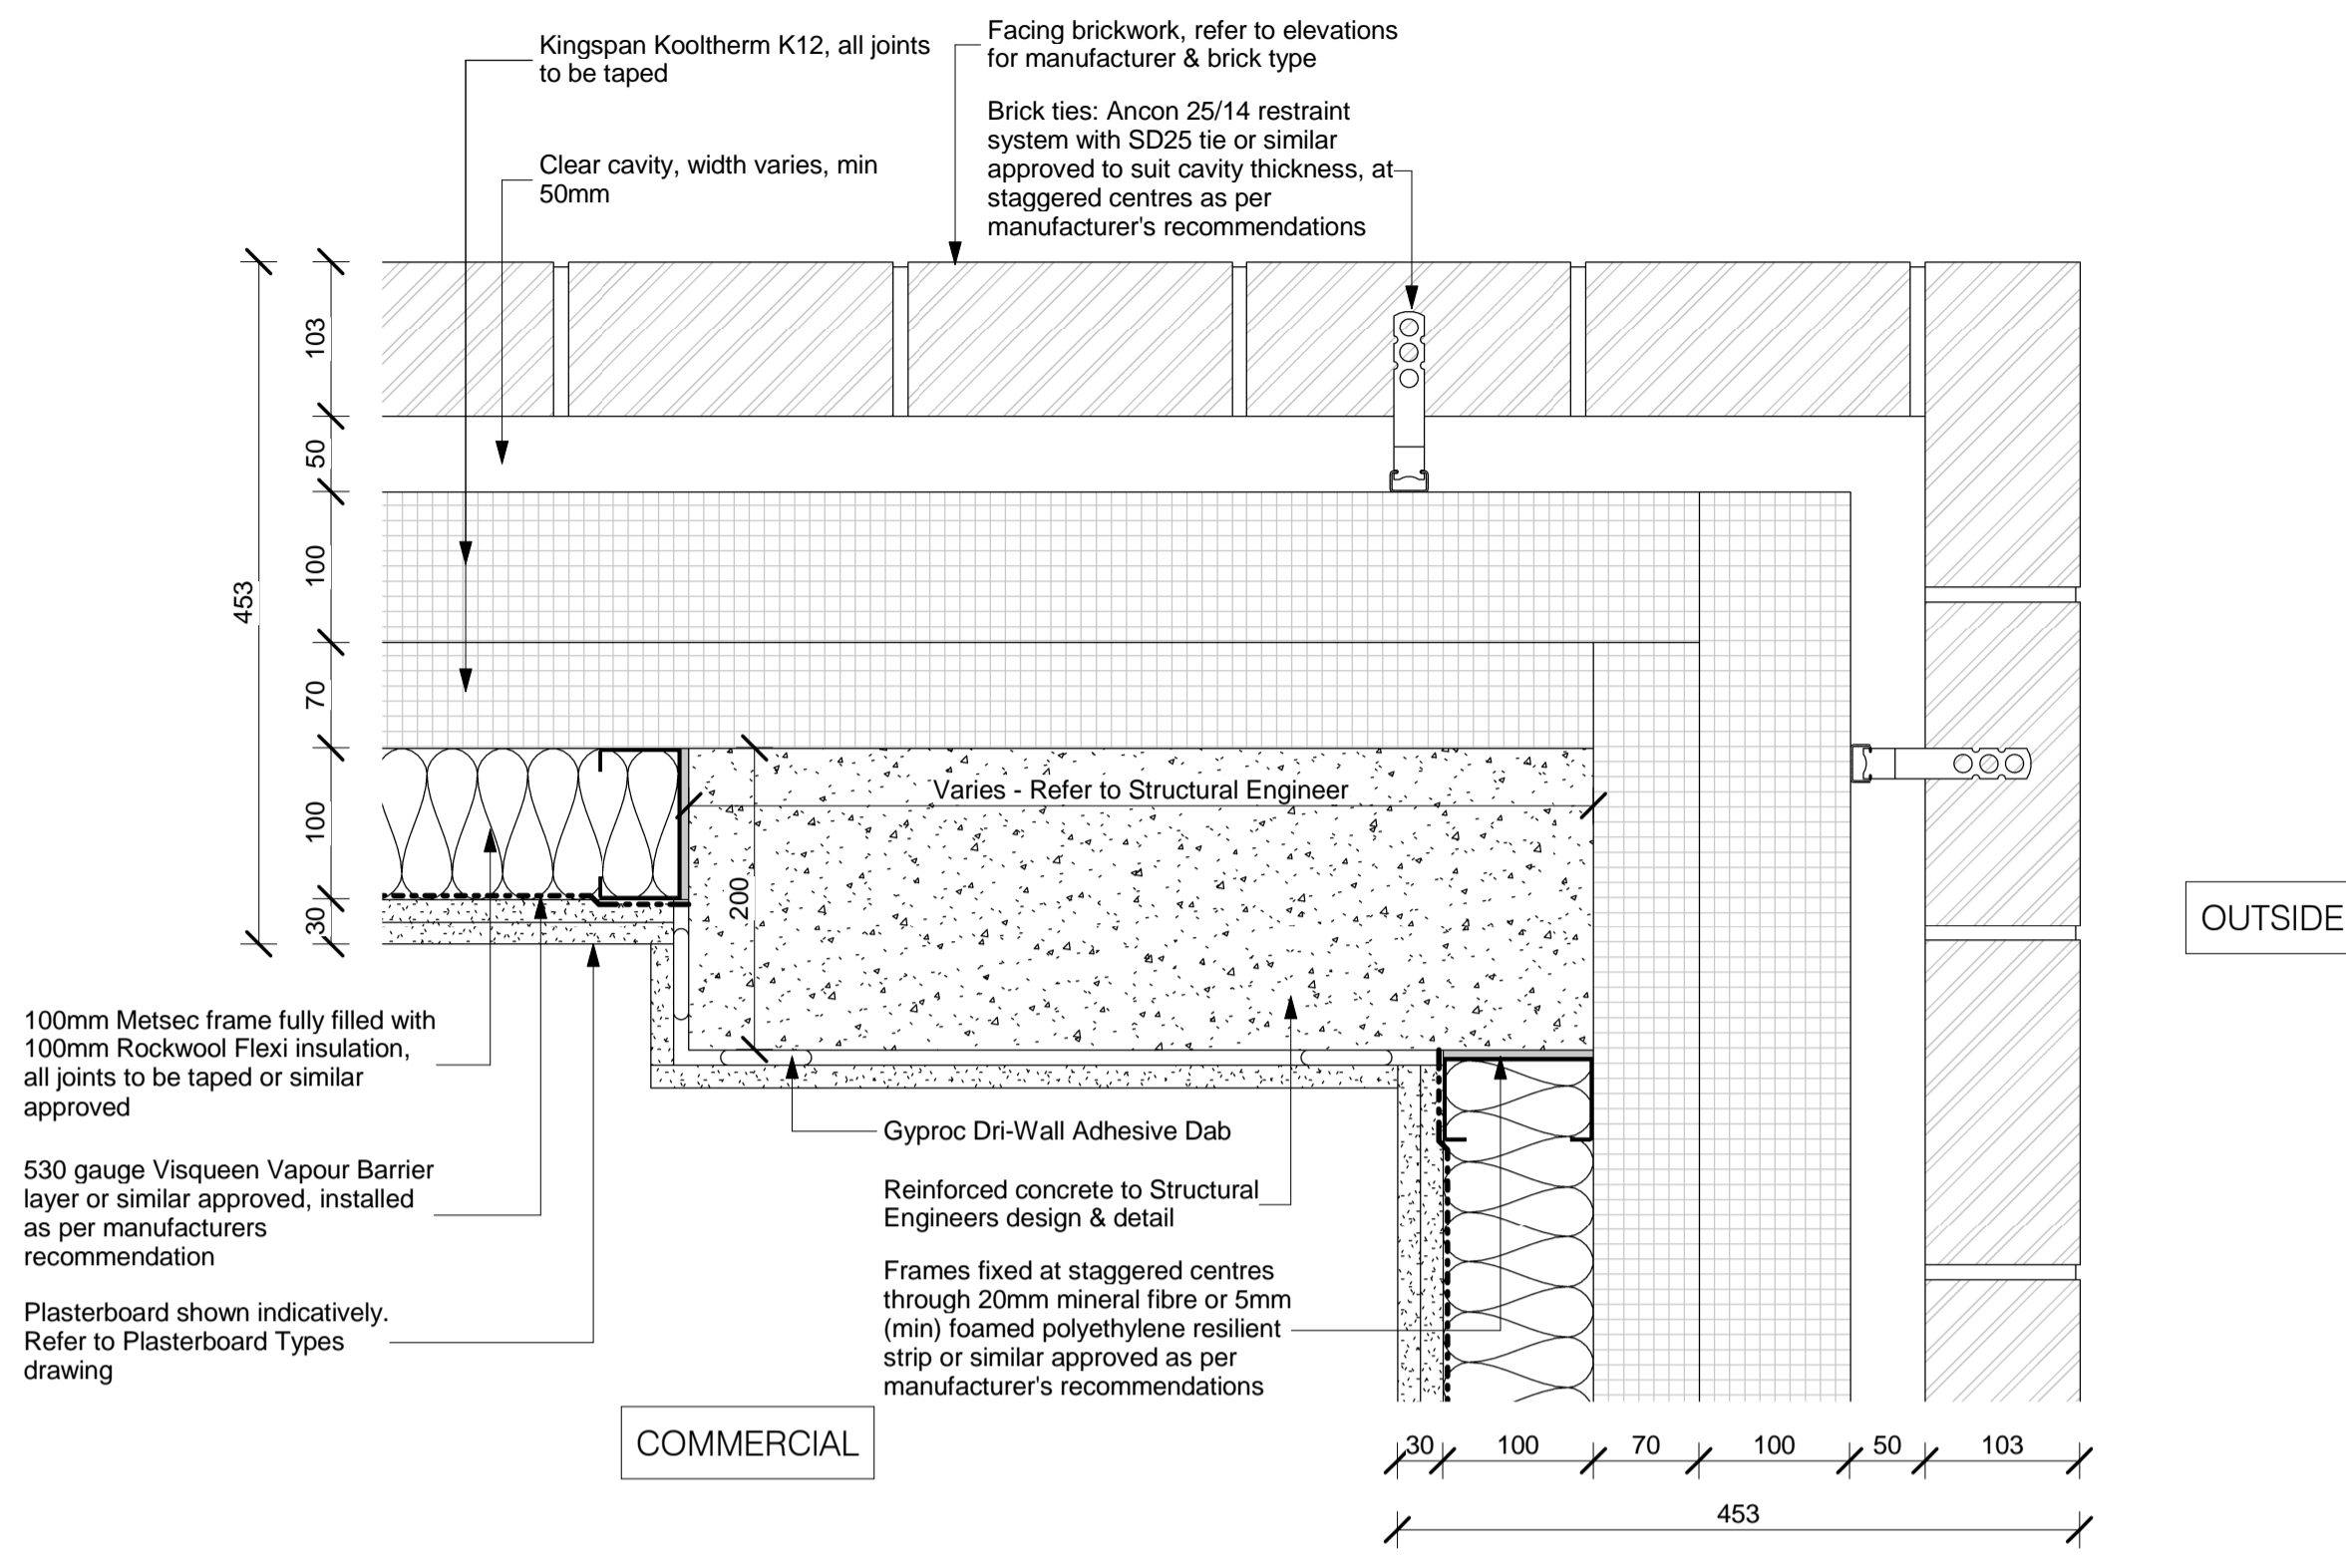 Kingspan Kooltherm K12, all joints
to be taped
Facing brickwork, refer to elevations
for manufacturer & brick type
Clear cavity, width varies, min
50mm
Brick ties: Ancon 25/14 restraint
system with SD25 tie or similar
approved to suit cavity thickness, at
staggered centres as per
manufacturer's recommendations
453
103
50
100
70
100
30
Varies - Refer to Structural Engineer
200
OUTSIDE
100mm Metsec frame fully filled with
100mm Rockwool Flexi insulation,
all joints to be taped or similar
approved
530 gauge Visqueen Vapour Barrier
layer or similar approved, installed
as per manufacturers
recommendation
Plasterboard shown indicatively.
Refer to Plasterboard Types
drawing
Gyproc Dri-Wall Adhesive Dab
Reinforced concrete to Structural
Engineers design & detail
Frames fixed at staggered centres
through 20mm mineral fibre or 5mm
(min) foamed polyethylene resilient
strip or similar approved as per
manufacturer's recommendations
COMMERCIAL
30 100 70 100 50 103
453